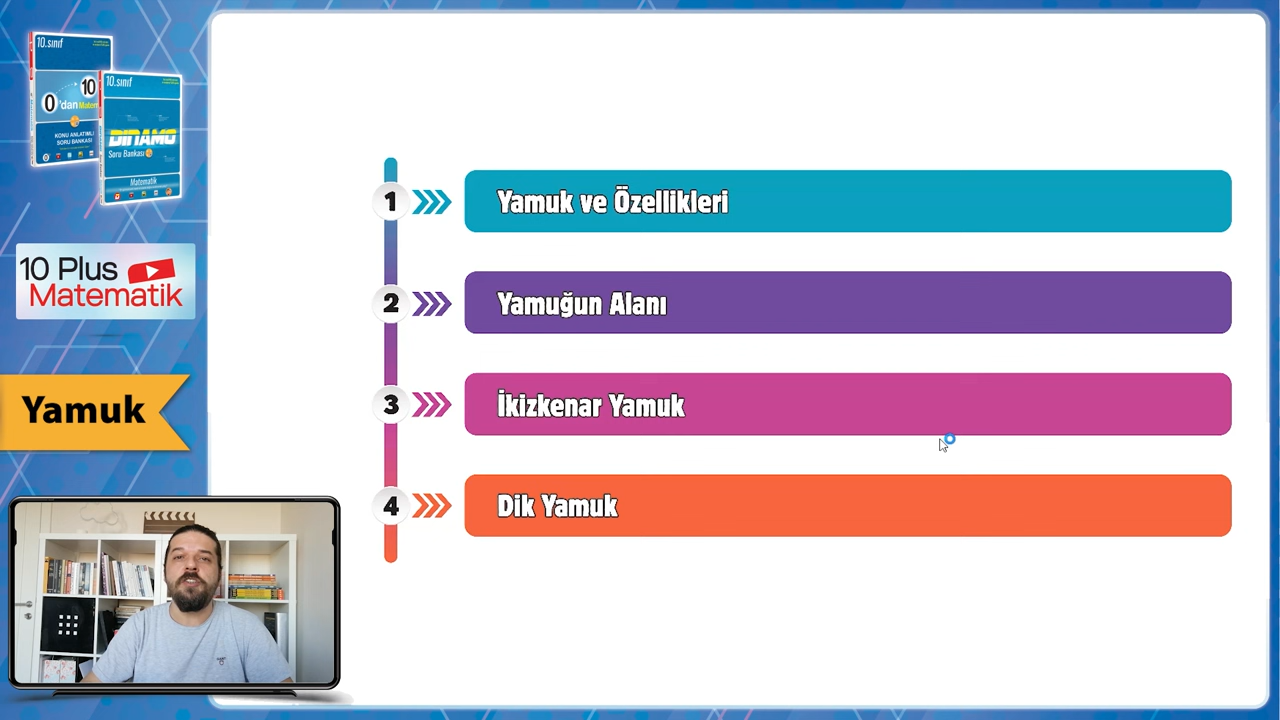 10.sınıf
0'dan 10
Matem
KONU ANLATIMLI
SORU BANKASI
10.sınıf
DİNAMO
Soru Bankası
Matematik
10 Plus
Matematik
Yamuk
1 Yamuk ve Özellikleri
2 Yamuğun Alanı
3 İkizkenar Yamuk
4 Dik Yamuk